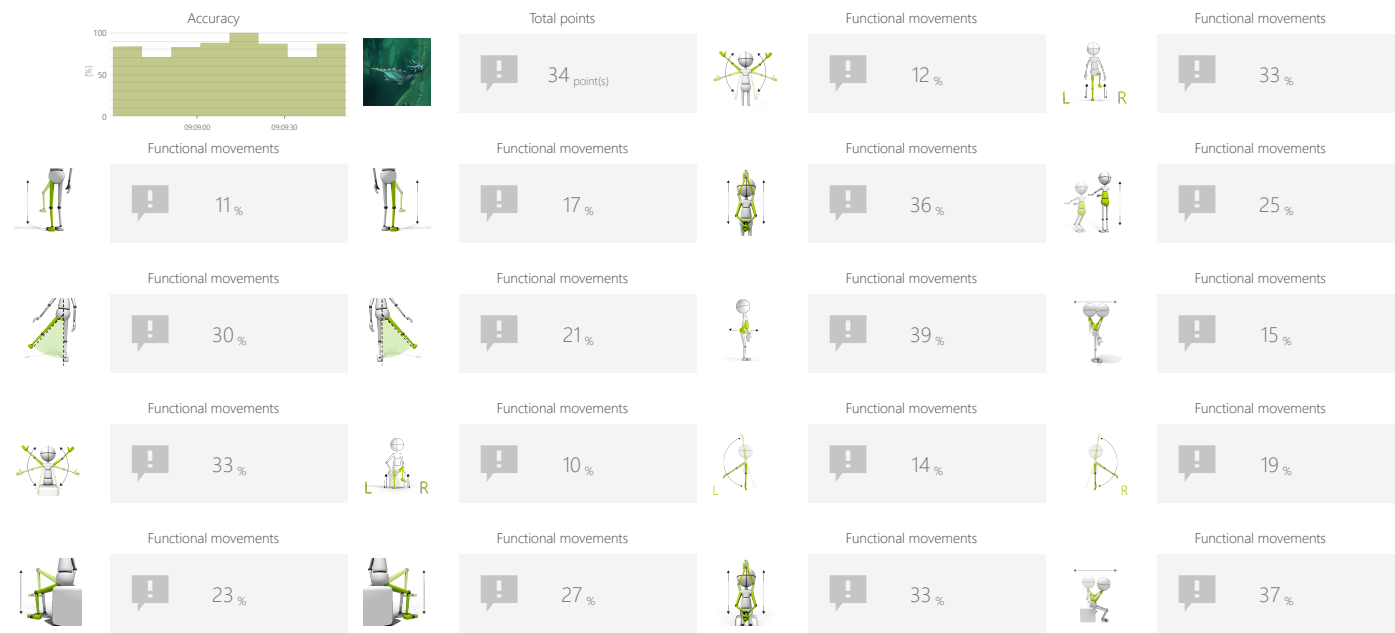 Accuracy
Total points
Functional movements
Functional movements
100
[%]
50
0
09:09:00
09:09:30
34 point(s)
12 %
L
R
33 %
Functional movements
Functional movements
Functional movements
Functional movements
11 %
17 %
36 %
25 %
Functional movements
Functional movements
Functional movements
Functional movements
30 %
21 %
39 %
15 %
Functional movements
Functional movements
Functional movements
Functional movements
33 %
L
R
10 %
L
14 %
R
19 %
Functional movements
Functional movements
Functional movements
Functional movements
23 %
27 %
33 %
37 %